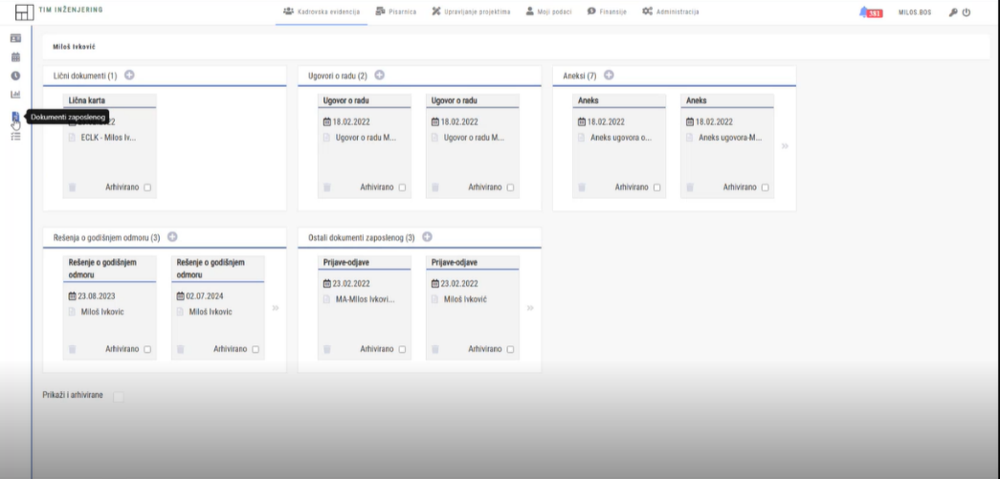 TIM INŽENJERING
Kadrovska evidencija Pisarnica Upravljanje projektima Moji podaci Finansije Administracija
381 MILOS.BOS
Miloš Ivković
Lični dokumenti (1)
Ugovori o radu (2)
Aneksi (7)
Lična karta
Ugovor o radu
Ugovor o radu
Aneks
Aneks
Dokumenti zaposlenog
18.02.2022
18.02.2022
18.02.2022
18.02.2022
ECLK - Milos Iv...
Ugovor o radu M...
Ugovor o radu M...
Aneks ugovora o...
Aneks ugovora-M...
Arhivirano
Arhivirano
Arhivirano
Arhivirano
Arhivirano
Rešenja o godišnjem odmoru (3)
Ostali dokumenti zaposlenog (3)
Rešenje o godišnjem
odmoru
Rešenje o godišnjem
odmoru
Prijave-odjave
Prijave-odjave
23.08.2023
02.07.2024
23.02.2022
23.02.2022
Miloš Ivkovic
Miloš Ivkovic
MA-MIlos Ivkovi...
Miloš Ivković
Arhivirano
Arhivirano
Arhivirano
Arhivirano
Prikaži i arhivirane